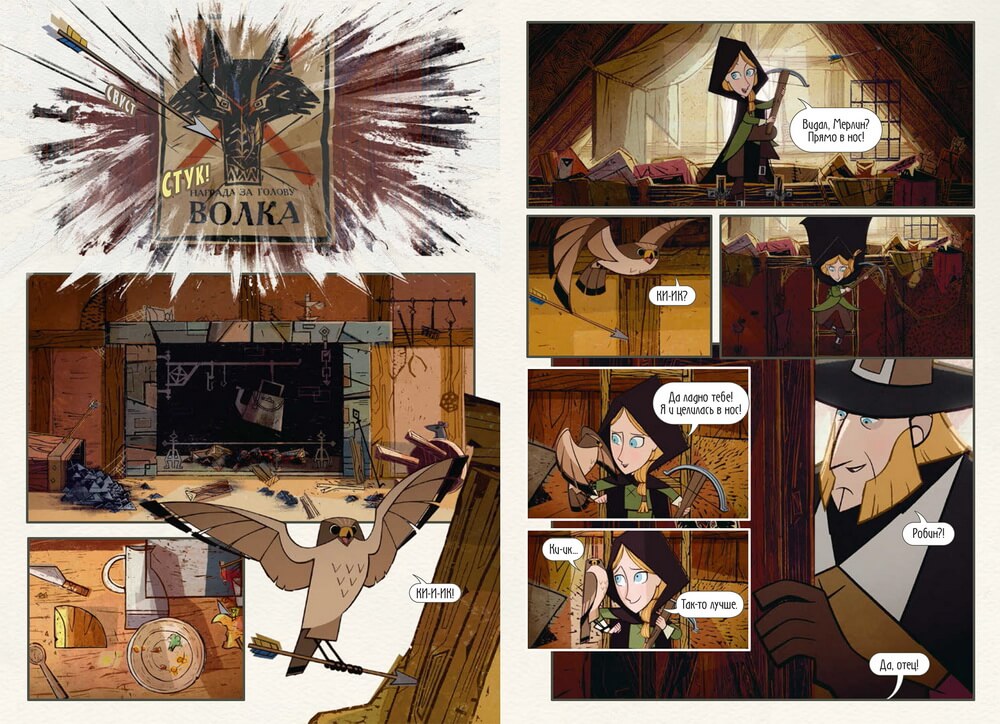 СВИСТ
СТУК!
НАГРАДА ЗА ГОЛОВУ
ВОЛКА
КИ-И-ИК!
Видал, Мерлин?
Прямо в нос!
КИ-ИК?
Да ладно тебе!
Я и целилась в нос!
Ки-ик...
Так-то лучше.
Робин?!
Да, отец!